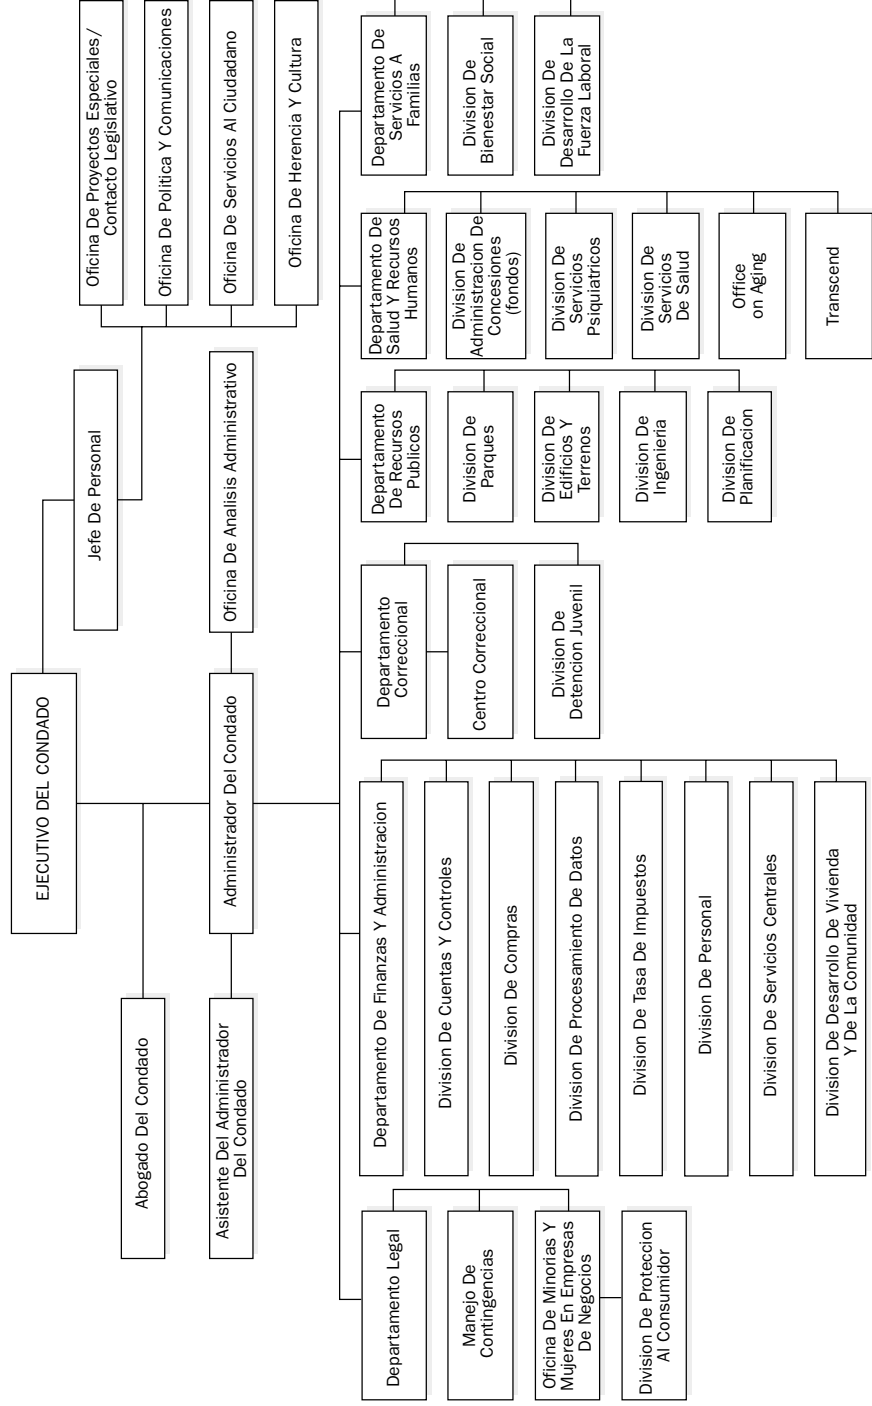 EJECUTIVO DEL CONDADO
Jefe De Personal
Oficina De Proyectos Especiales/
Contacto Legislativo
Oficina De Politica Y Comunicaciones
Oficina De Servicios Al Ciudadano
Oficina De Herencia Y Cultura
Abogado Del Condado
Asistente Del Administrador
Del Condado
Administrador Del Condado
Oficina De Analisis Administrativo
Departamento Legal
Manejo De
Contingencias
Oficina De Minorias Y
Mujeres En Empresas
De Negocios
Division De Proteccion
Al Consumidor
Departamento De Finanzas Y Administracion
Division De Cuentas Y Controles
Division De Compras
Division De Procesamiento De Datos
Division De Tasa De Impuestos
Division De Personal
Division De Servicios Centrales
Division De Desarrollo De Vivienda
Y De La Comunidad
Departamento
Correccional
Centro Correccional
Division De
Detencion Juvenil
Departamento
De Recursos
Publicos
Division De
Parques
Division De
Edificios Y
Terrenos
Division De
Ingenieria
Division De
Planificacion
Departamento De
Salud Y Recursos
Humanos
Division De
Administracion De
Concesiones
(fondos)
Division De
Servicios
Psiquiatricos
Division De
Servicios
De Salud
Office
on Aging
Transcend
Departamento De
Servicios A
Familias
Division De
Bienestar Social
Division De
Desarrollo De La
Fuerza Laboral